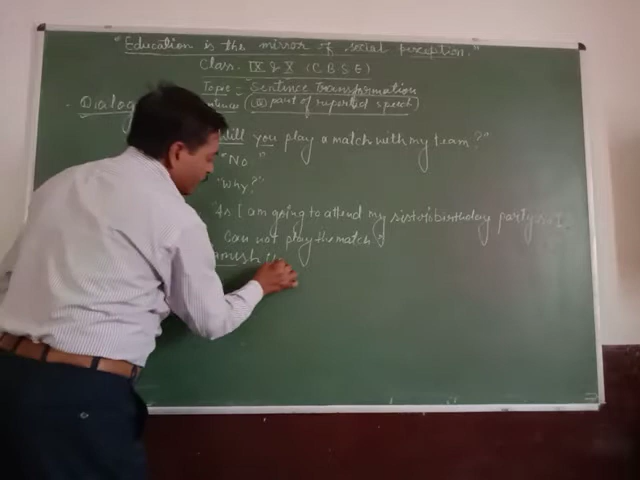 "Education is the mirror of social perception."
Class. IX & X (C.B.S.E)
Topic = Sentence Transformation
Dialog (a part of reported speech)
Will you play a match with my team?"
"No."
"Why?"
"As I am going to attend my birthday party so I
Can not play the match